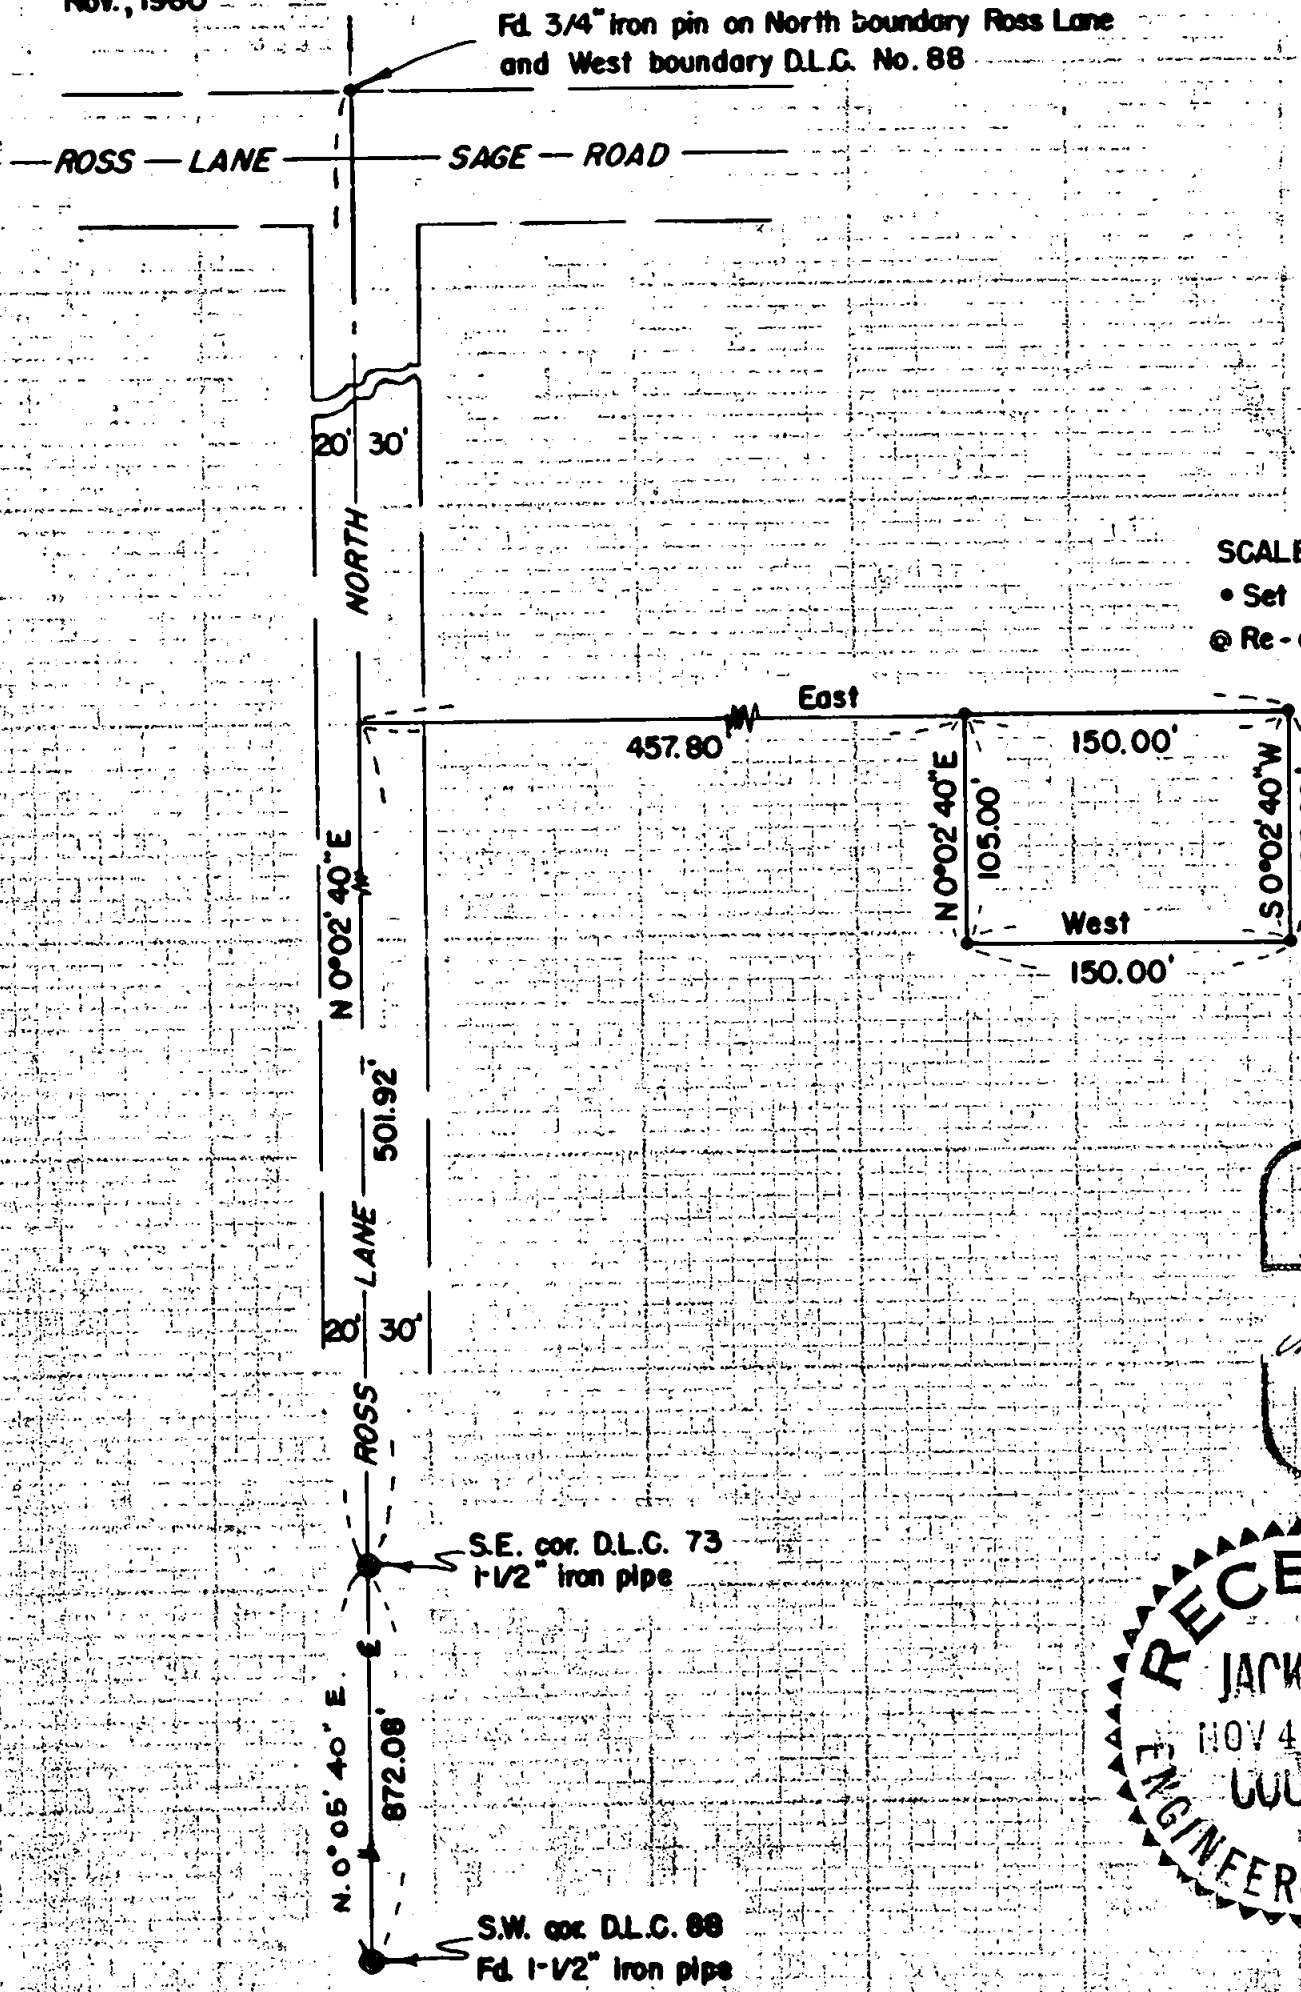 Nov., 1960
Fd. 3/4" iron pin on North boundary Ross Lane
and West boundary D.L.C. No. 88
ROSS LANE
SAGE ROAD
20' 30'
NORTH
SCALE
• Set
@ Re -
East
457.80'
150.00'
N 0°02'40"E
105.00'
S 0°02'40"W
West
150.00'
N 0°02'40"E
501.92'
ROSS LANE
20' 30'
S.E. cor. D.L.C. 73
1-1/2" iron pipe
N. 0° 05' 40" E.
872.08'
S.W. cor. D.L.C. 88
Fd. 1-1/2" iron pipe
RECE
JACK
NOV 4
COU
ENGINEER